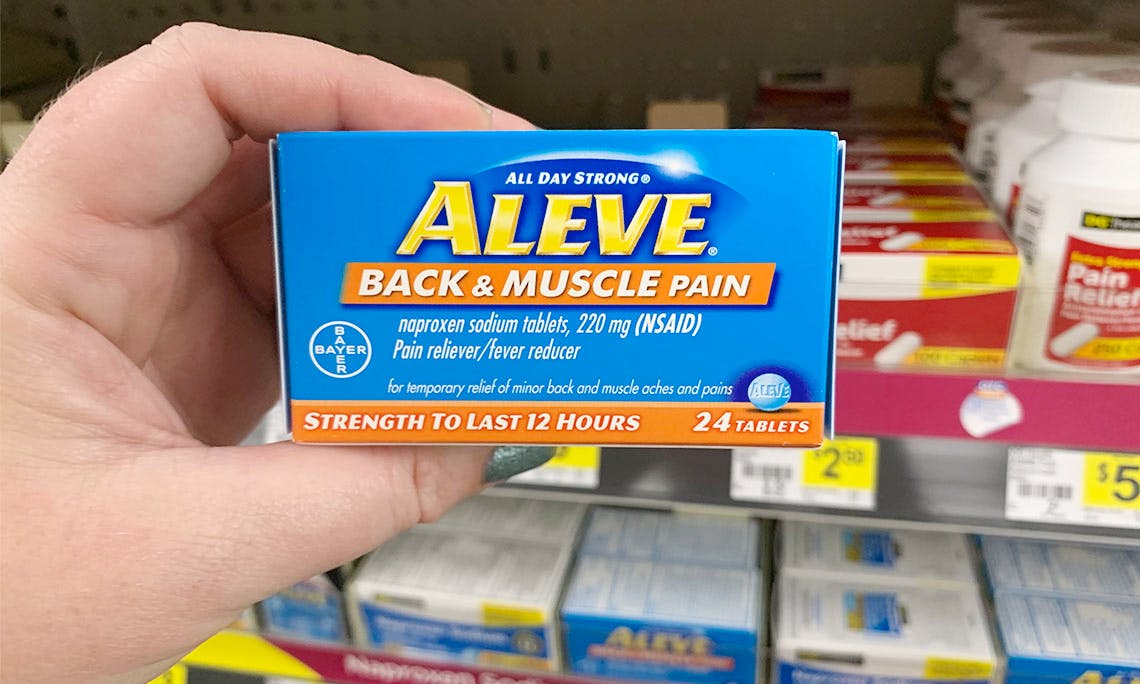 ALL DAY STRONG®
ALEVE®
BACK & MUSCLE PAIN
naproxen sodium tablets, 220 mg (NSAID)
Pain reliever/fever reducer
BAYER
BAYER
for temporary relief of minor back and muscle aches and pains
ALEVE
STRENGTH TO LAST 12 HOURS
24 TABLETS
Pain
Relief
$2
$5
ALEVE
Naproxen